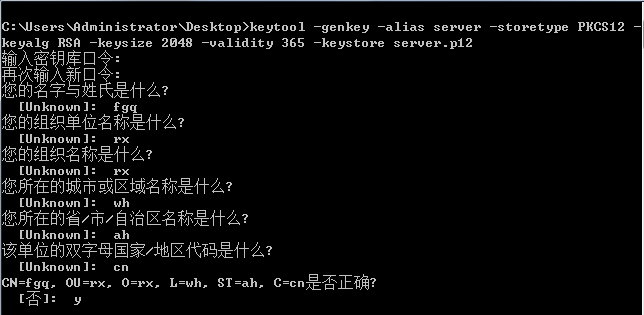 C:\Users\Administrator\Desktop>keytool -genkey -alias server -storetype PKCS12 -
keyalg RSA -keysize 2048 -validity 365 -keystore server.p12
输入密钥库口令:
再次输入新口令:
您的名字与姓氏是什么?
  [Unknown]:  fgq
您的组织单位名称是什么?
  [Unknown]:  rx
您的组织名称是什么?
  [Unknown]:  rx
您所在的城市或区域名称是什么?
  [Unknown]:  wh
您所在的省/市/自治区名称是什么?
  [Unknown]:  ah
该单位的双字母国家/地区代码是什么?
  [Unknown]:  cn
CN=fgq, OU=rx, O=rx, L=wh, ST=ah, C=cn是否正确?
  [否]:  y